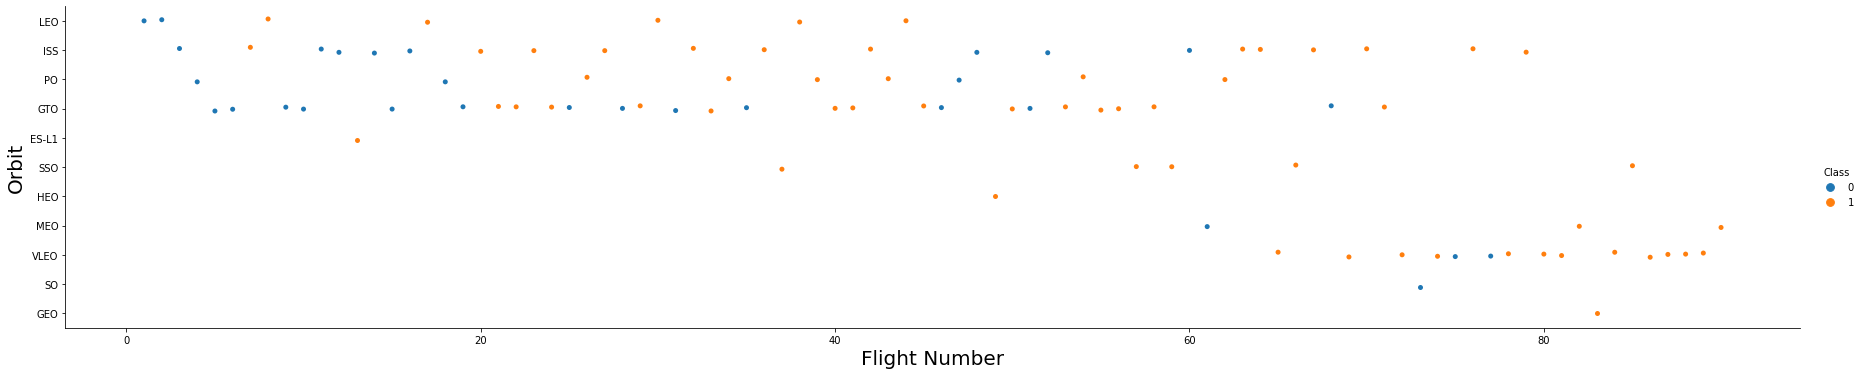 LEO
ISS
PO
GTO
ES-L1
SSO
HEO
MEO
VLEO
SO
GEO
Orbit
0 20 40 60 80
Flight Number
Class
0
1